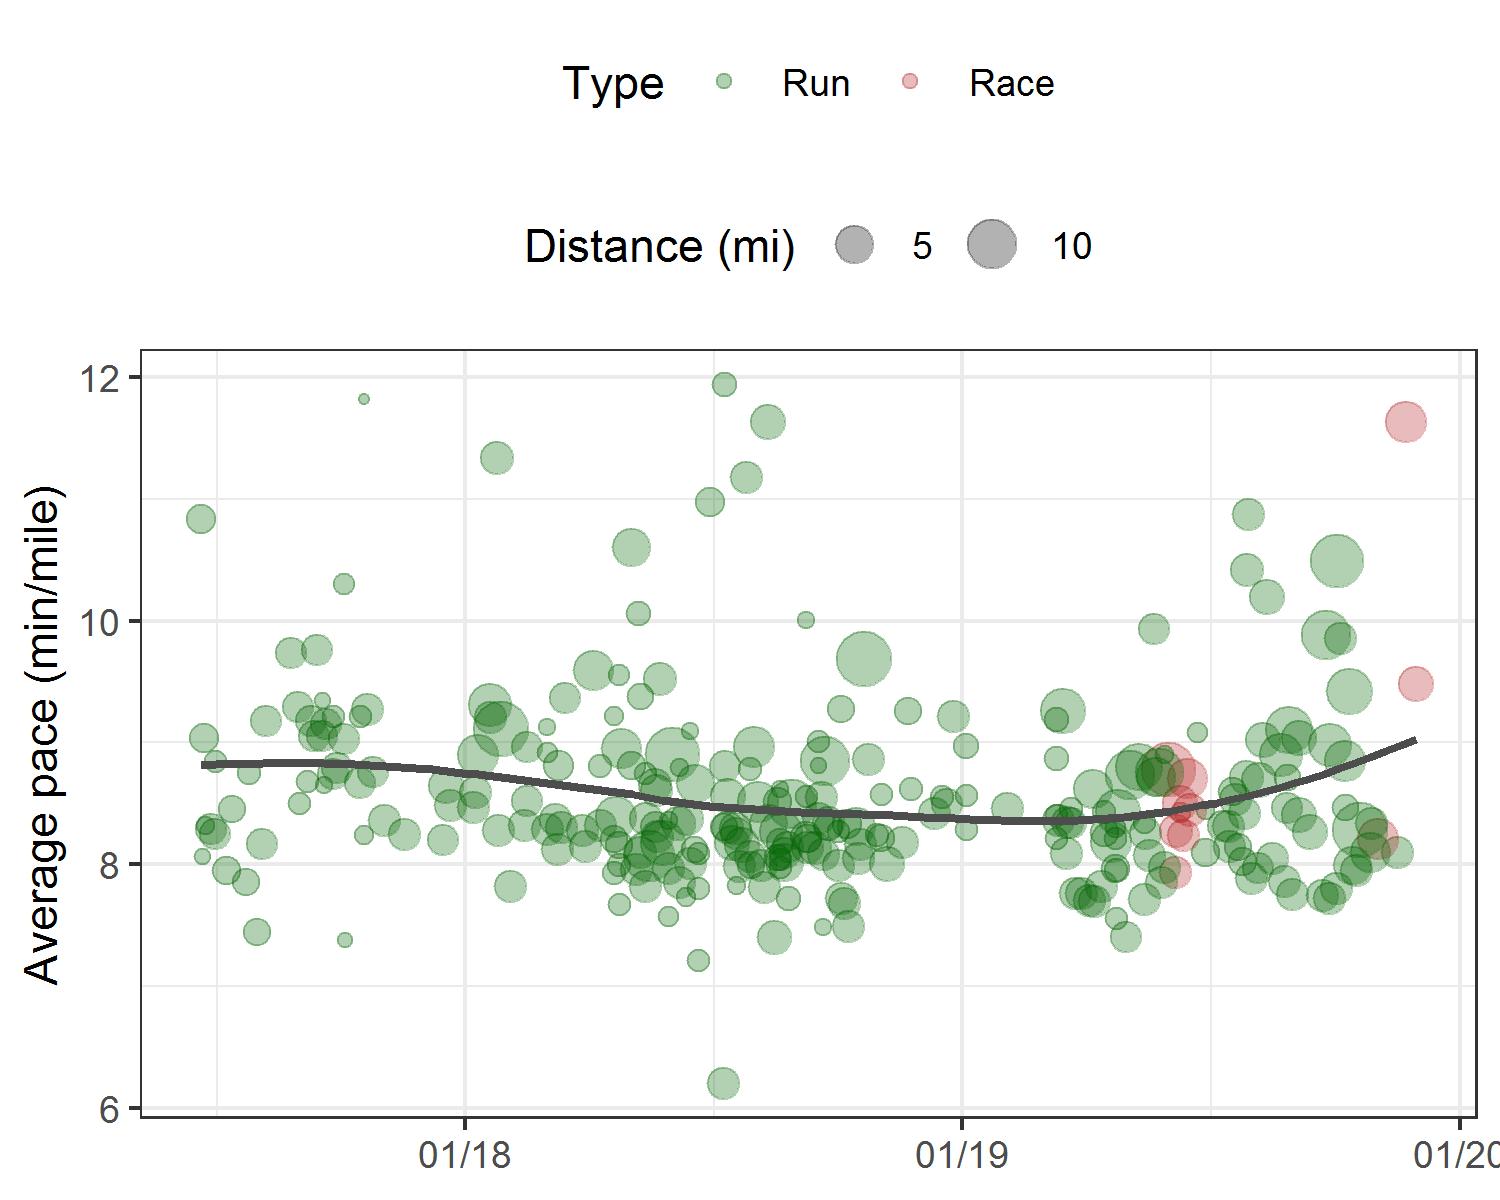 Type Run Race
Distance (mi) 5 10
Average pace (min/mile)
12
10
8
6
01/18 01/19 01/20